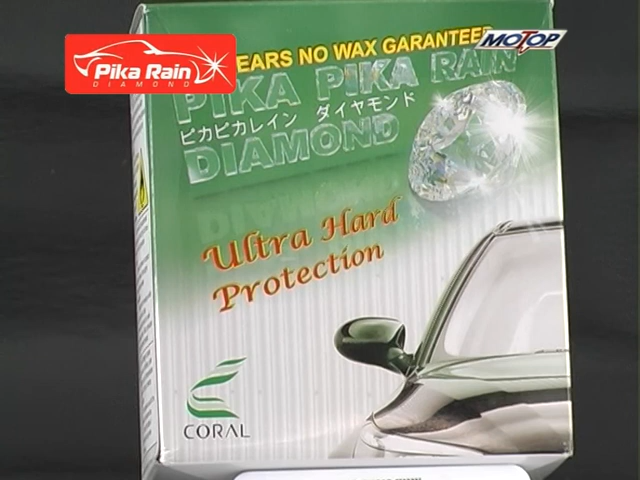 EARS NO WAX GARANTEED
MOTOP
Pika Rain
DIAMOND
PIKA PIKA RAIN
ピカピカレイン ダイヤモンド
DIAMOND
Ultra Hard
Protection
CORAL